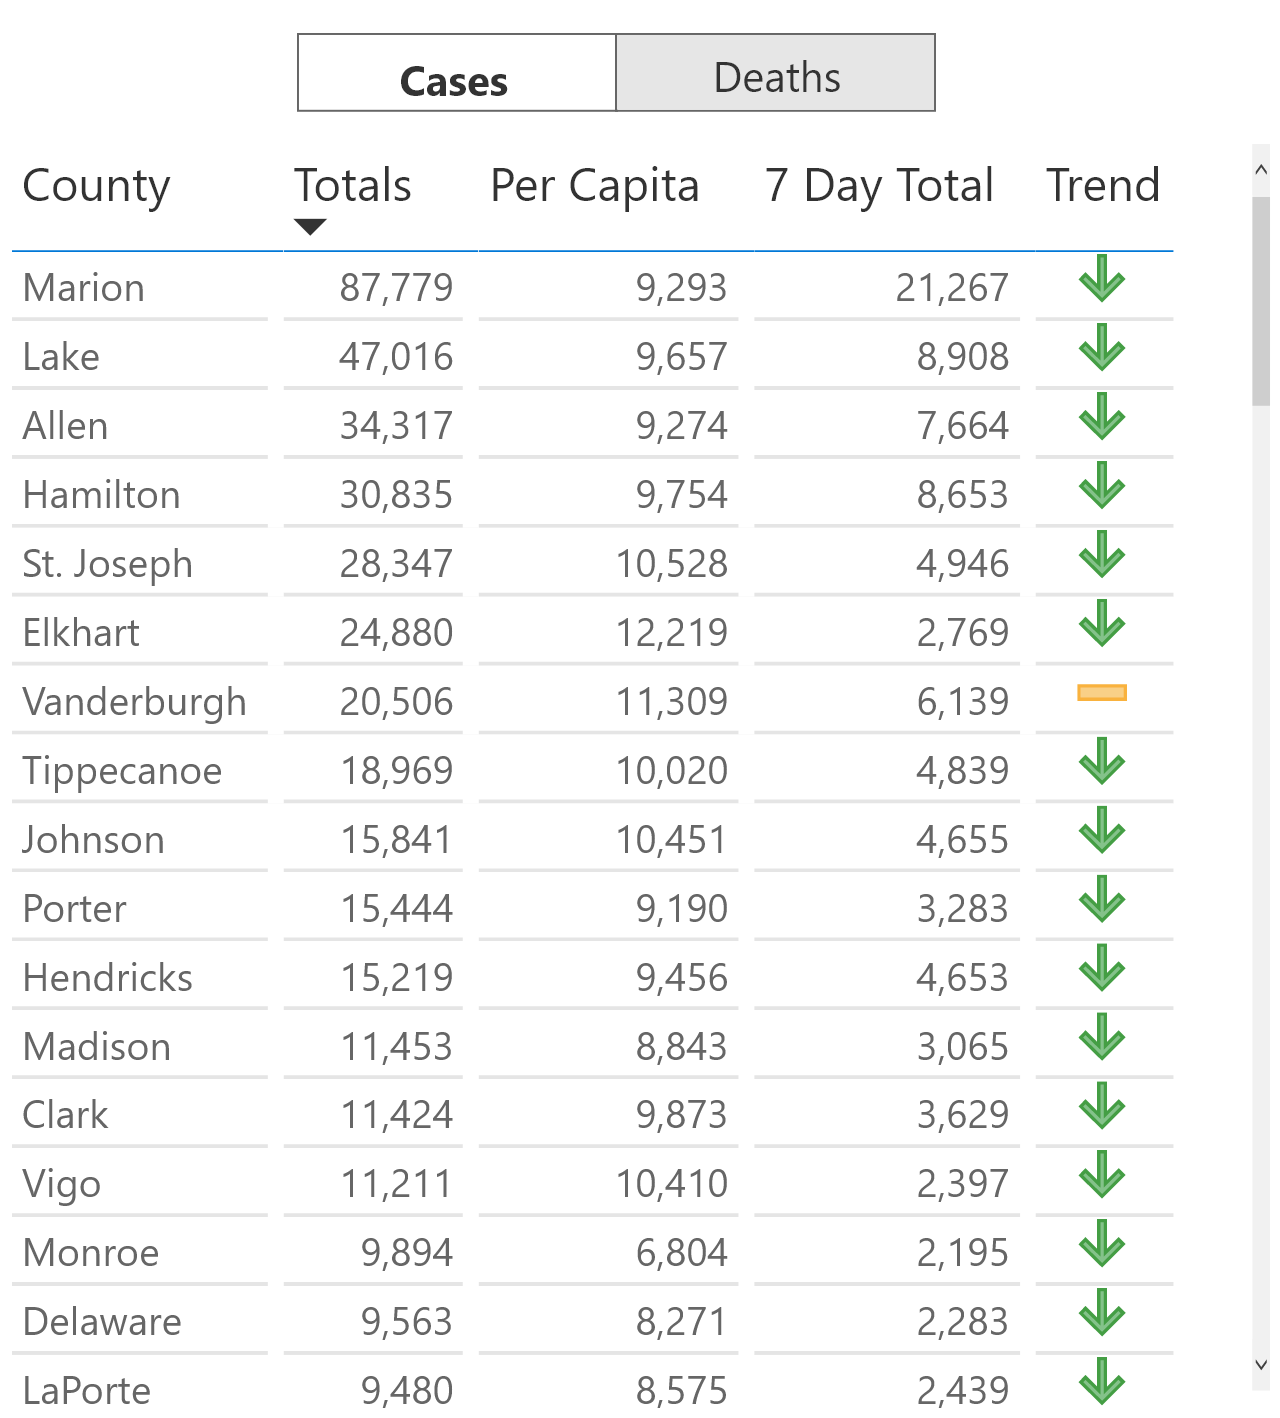 Cases Deaths
County Totals Per Capita 7 Day Total Trend
Marion 87,779 9,293 21,267
Lake 47,016 9,657 8,908
Allen 34,317 9,274 7,664
Hamilton 30,835 9,754 8,653
St. Joseph 28,347 10,528 4,946
Elkhart 24,880 12,219 2,769
Vanderburgh 20,506 11,309 6,139
Tippecanoe 18,969 10,020 4,839
Johnson 15,841 10,451 4,655
Porter 15,444 9,190 3,283
Hendricks 15,219 9,456 4,653
Madison 11,453 8,843 3,065
Clark 11,424 9,873 3,629
Vigo 11,211 10,410 2,397
Monroe 9,894 6,804 2,195
Delaware 9,563 8,271 2,283
LaPorte 9,480 8,575 2,439